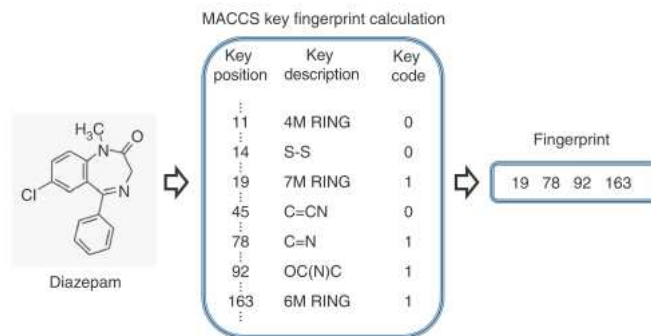 MACCS key fingerprint calculation
Key position Key description Key code
11 4M RING 0
14 S-S 0
19 7M RING 1
45 C=CN 0
78 C=N 1
92 OC(N)C 1
163 6M RING 1
H₃C
N
O
Cl
N
Diazepam
Fingerprint
19 78 92 163